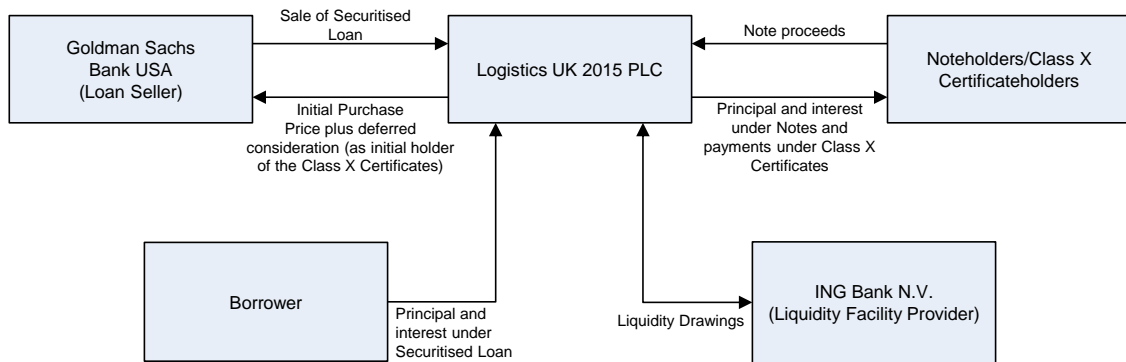 Goldman Sachs
Bank USA
(Loan Seller)
Sale of Securitised
Loan
Initial Purchase
Price plus deferred
consideration (as initial holder
of the Class X Certificates)
Logistics UK 2015 PLC
Note proceeds
Principal and interest
under Notes and
payments under Class X
Certificates
Noteholders/Class X
Certificateholders
Borrower
Principal and
interest under
Securitised Loan
Liquidity Drawings
ING Bank N.V.
(Liquidity Facility Provider)